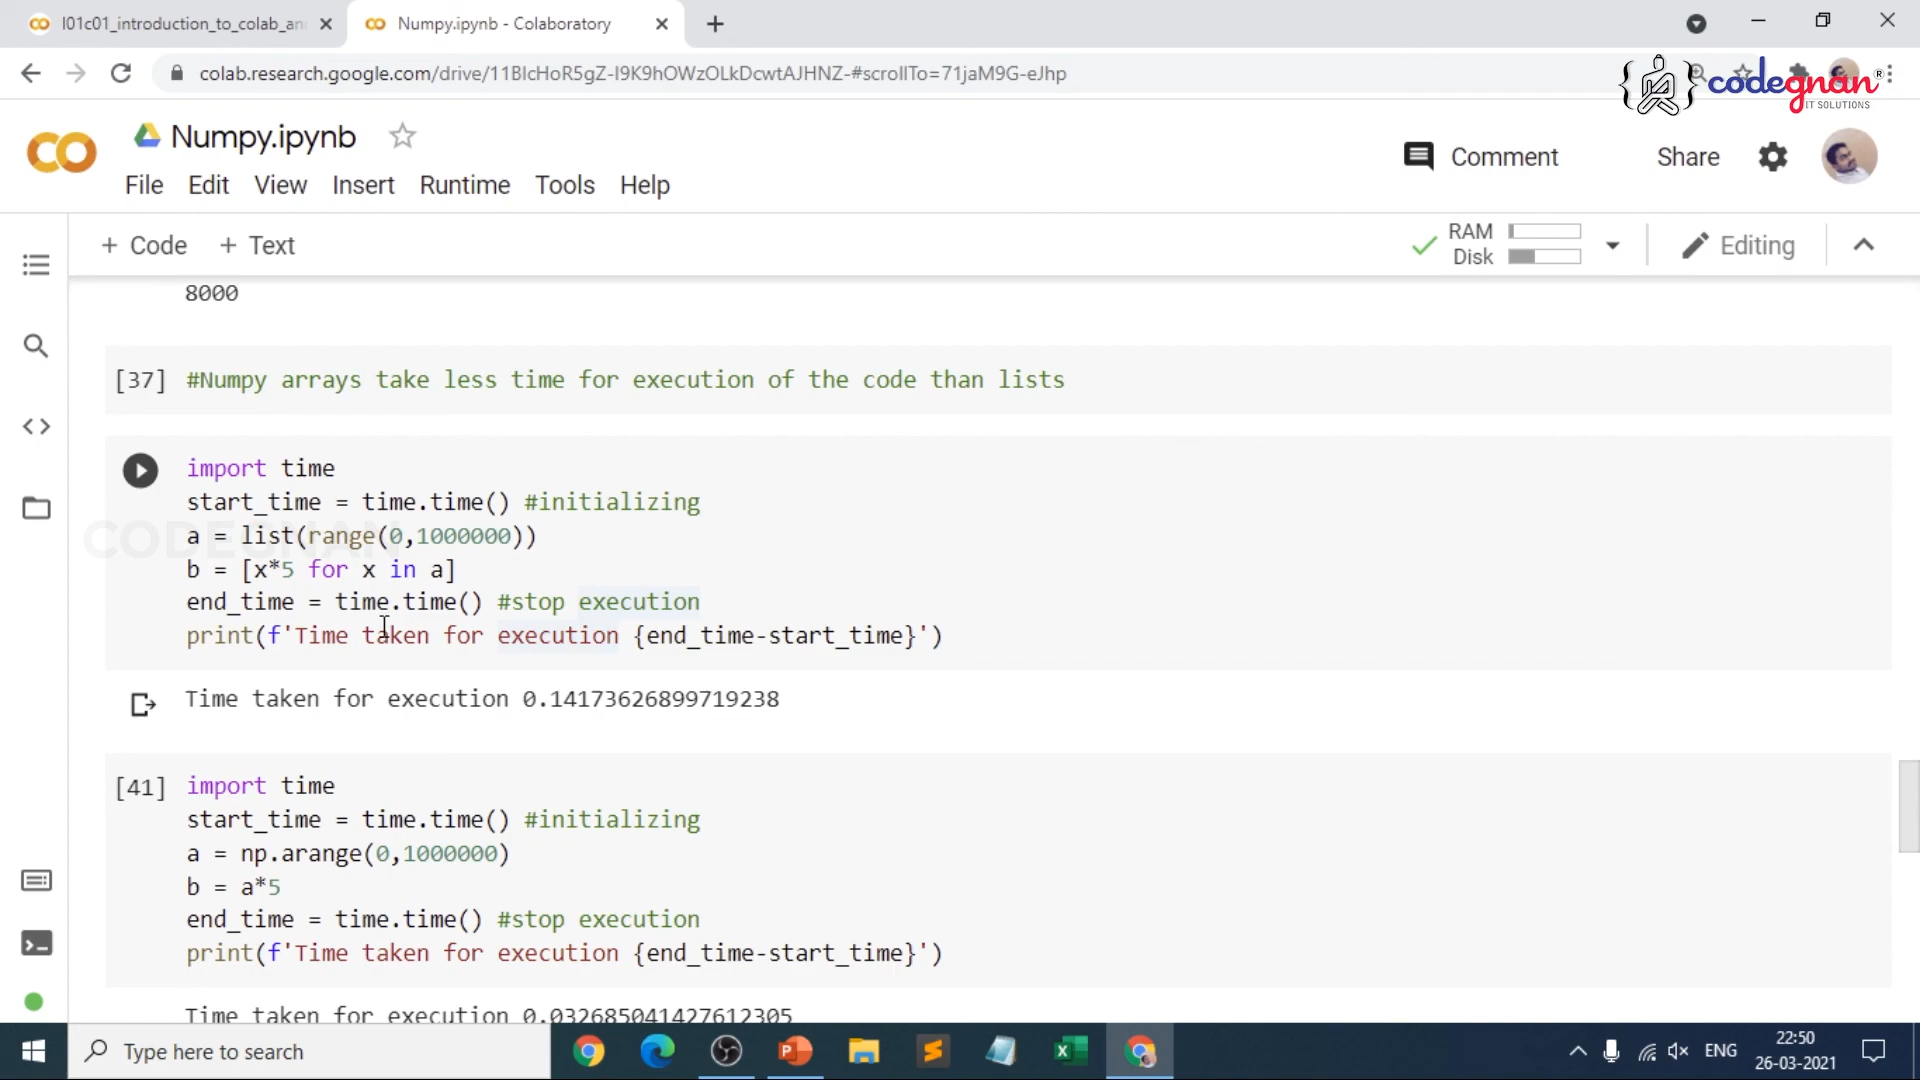 l01c01_introduction_to_colab_an
Numpy.ipynb - Colaboratory
colab.research.google.com/drive/11BlcHoR5gZ-I9K9hOWzOLkDcwtAJHNZ-#scrollTo=71jaM9G-eJhp
codegnan®
IT SOLUTIONS
Numpy.ipynb
Comment
Share
File Edit View Insert Runtime Tools Help
+ Code + Text
RAM
Disk
Editing
8000
[37] #Numpy arrays take less time for execution of the code than lists
import time
start_time = time.time() #initializing
CODEGNAN
a = list(range(0,1000000))
b = [x*5 for x in a]
end_time = time.time() #stop execution
print(f'Time taken for execution {end_time-start_time}')
Time taken for execution 0.14173626899719238
[41] import time
start_time = time.time() #initializing
a = np.arange(0,1000000)
b = a*5
end_time = time.time() #stop execution
print(f'Time taken for execution {end_time-start_time}')
Time taken for execution 0.032685041427612305
Type here to search
ENG
22:50
26-03-2021